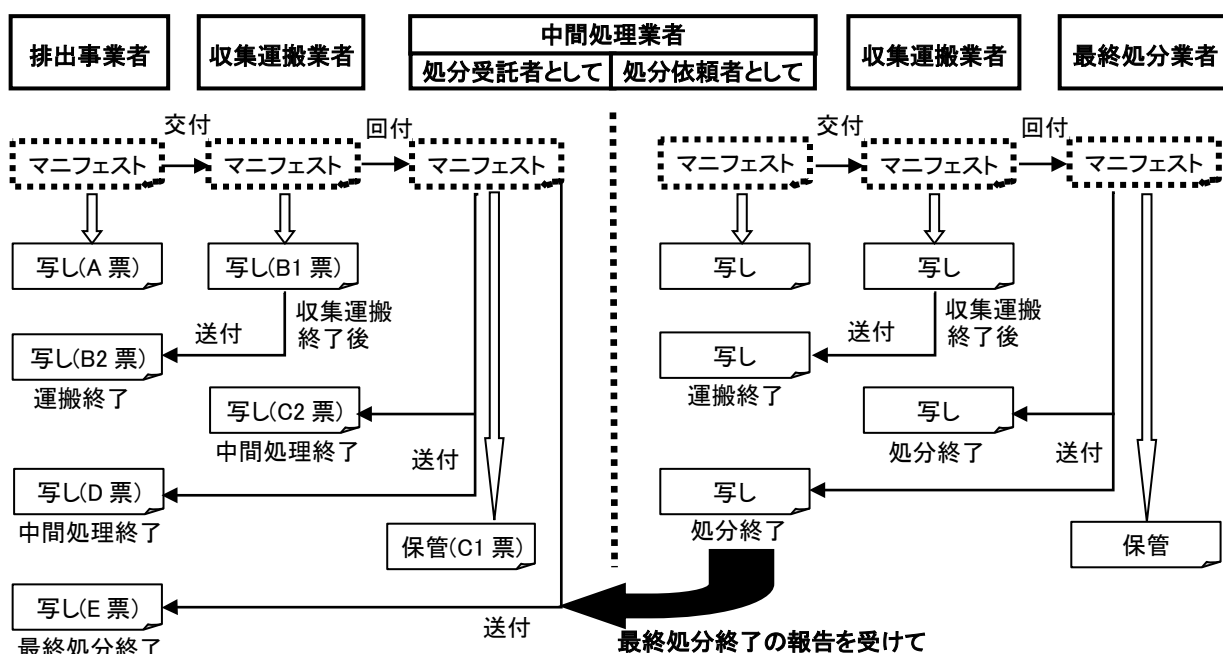 排出事業者
収集運搬業者
中間処理業者
処分受託者として
処分依頼者として
収集運搬業者
最終処分業者
交付
回付
交付
回付
マニフェスト
マニフェスト
マニフェスト
マニフェスト
マニフェスト
マニフェスト
写し(A 票)
写し(B1 票)
写し
写し
送付
収集運搬
終了後
送付
収集運搬
終了後
写し(B2 票)
運搬終了
写し
運搬終了
写し(C2 票)
中間処理終了
写し
処分終了
送付
送付
写し(D 票)
中間処理終了
写し
処分終了
保管(C1 票)
保管
写し(E 票)
最終処分終了
送付
最終処分終了の報告を受けて